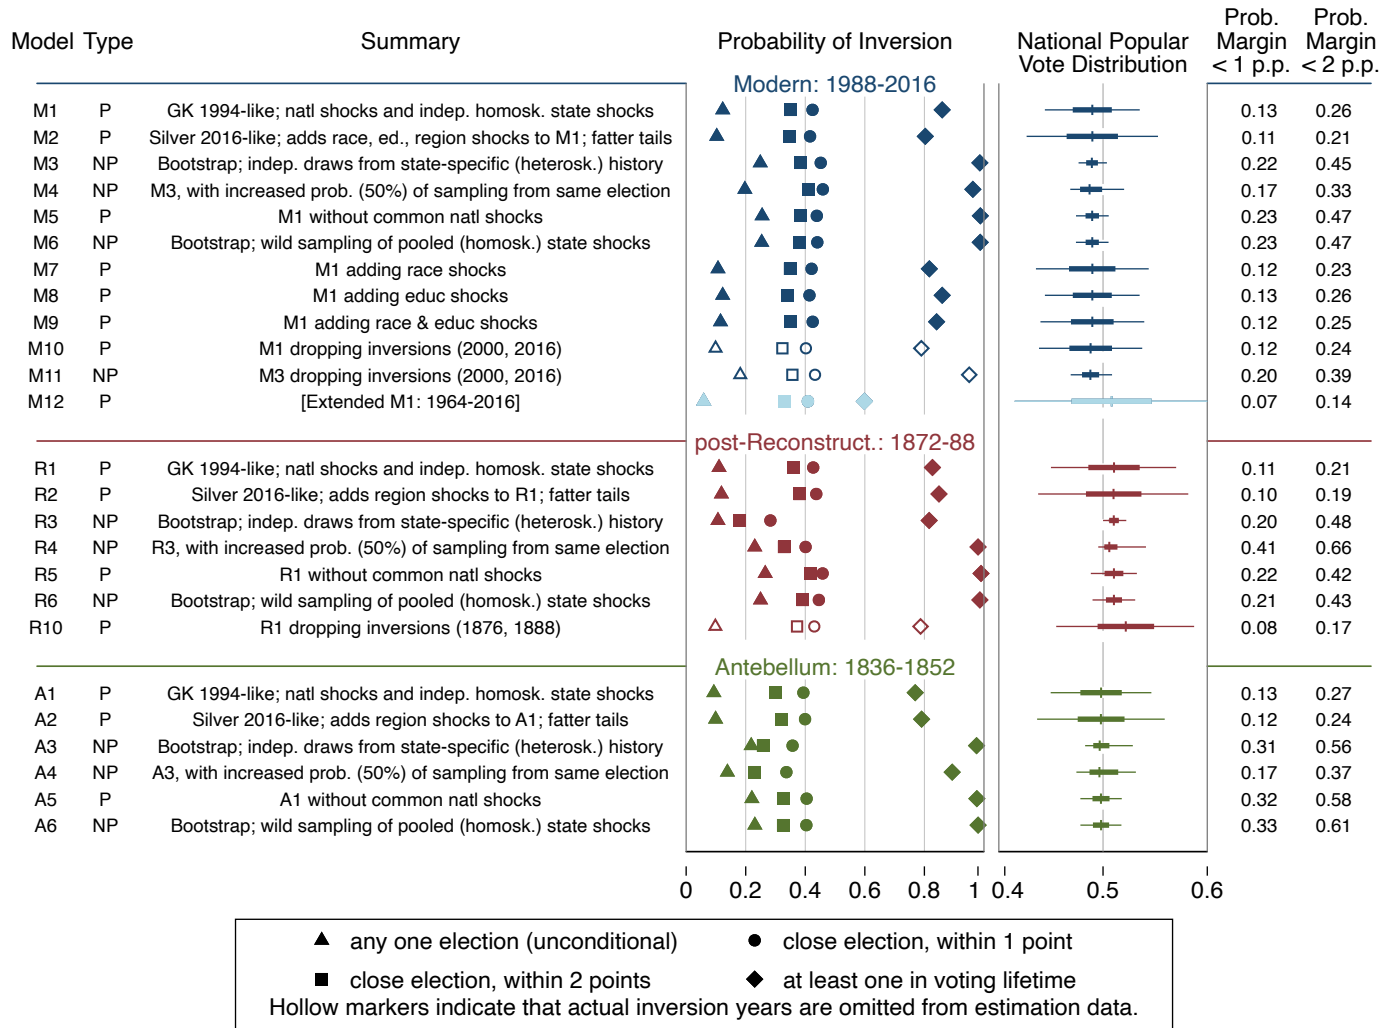 Model Type Summary Probability of Inversion National Popular Vote Distribution Prob. Margin < 1 p.p. Prob. Margin < 2 p.p.
Modern: 1988-2016
M1 P GK 1994-like; natl shocks and indep. homosk. state shocks 0.13 0.26
M2 P Silver 2016-like; adds race, ed., region shocks to M1; fatter tails 0.11 0.21
M3 NP Bootstrap; indep. draws from state-specific (heterosk.) history 0.22 0.45
M4 NP M3, with increased prob. (50%) of sampling from same election 0.17 0.33
M5 P M1 without common natl shocks 0.23 0.47
M6 NP Bootstrap; wild sampling of pooled (homosk.) state shocks 0.23 0.47
M7 P M1 adding race shocks 0.12 0.23
M8 P M1 adding educ shocks 0.13 0.26
M9 P M1 adding race & educ shocks 0.12 0.25
M10 P M1 dropping inversions (2000, 2016) 0.12 0.24
M11 NP M3 dropping inversions (2000, 2016) 0.20 0.39
M12 P [Extended M1: 1964-2016] 0.07 0.14
post-Reconstruct.: 1872-88
R1 P GK 1994-like; natl shocks and indep. homosk. state shocks 0.11 0.21
R2 P Silver 2016-like; adds region shocks to R1; fatter tails 0.10 0.19
R3 NP Bootstrap; indep. draws from state-specific (heterosk.) history 0.20 0.48
R4 NP R3, with increased prob. (50%) of sampling from same election 0.41 0.66
R5 P R1 without common natl shocks 0.22 0.42
R6 NP Bootstrap; wild sampling of pooled (homosk.) state shocks 0.21 0.43
R10 P R1 dropping inversions (1876, 1888) 0.08 0.17
Antebellum: 1836-1852
A1 P GK 1994-like; natl shocks and indep. homosk. state shocks 0.13 0.27
A2 P Silver 2016-like; adds region shocks to A1; fatter tails 0.12 0.24
A3 NP Bootstrap; indep. draws from state-specific (heterosk.) history 0.31 0.56
A4 NP A3, with increased prob. (50%) of sampling from same election 0.17 0.37
A5 P A1 without common natl shocks 0.32 0.58
A6 NP Bootstrap; wild sampling of pooled (homosk.) state shocks 0.33 0.61
0 0.2 0.4 0.6 0.8 1 0.4 0.5 0.6
any one election (unconditional) close election, within 1 point
close election, within 2 points at least one in voting lifetime
Hollow markers indicate that actual inversion years are omitted from estimation data.